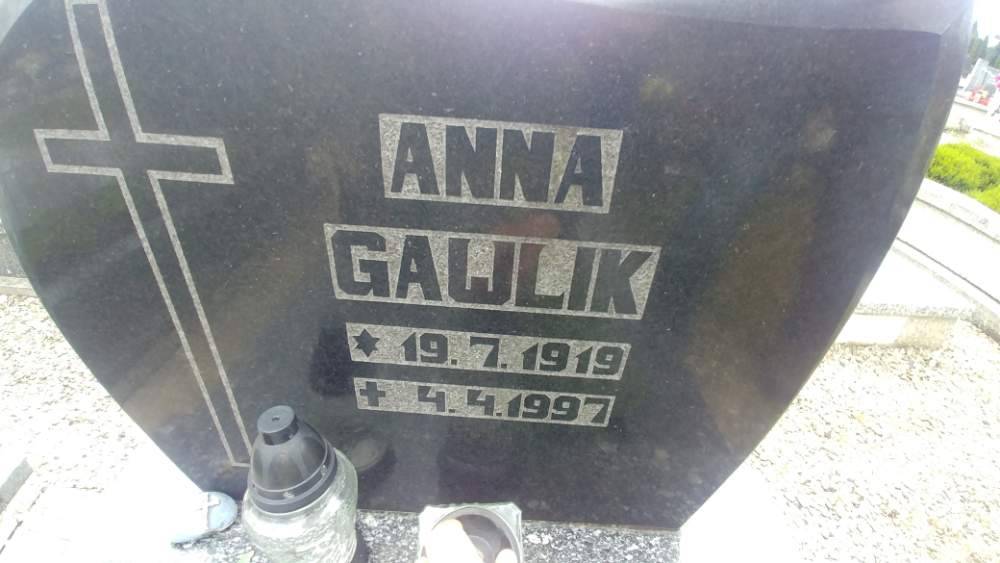 ANNA
GAWLIK
* 19.7.1919
✝ 4.4.1997